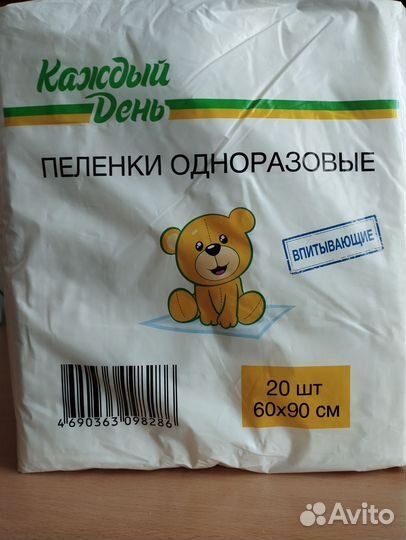 Каждый
День
ПЕЛЕНКИ ОДНОРАЗОВЫЕ
ВПИТЫВАЮЩИЕ
20 шт
60×90 см
4 690363 098286
Avito